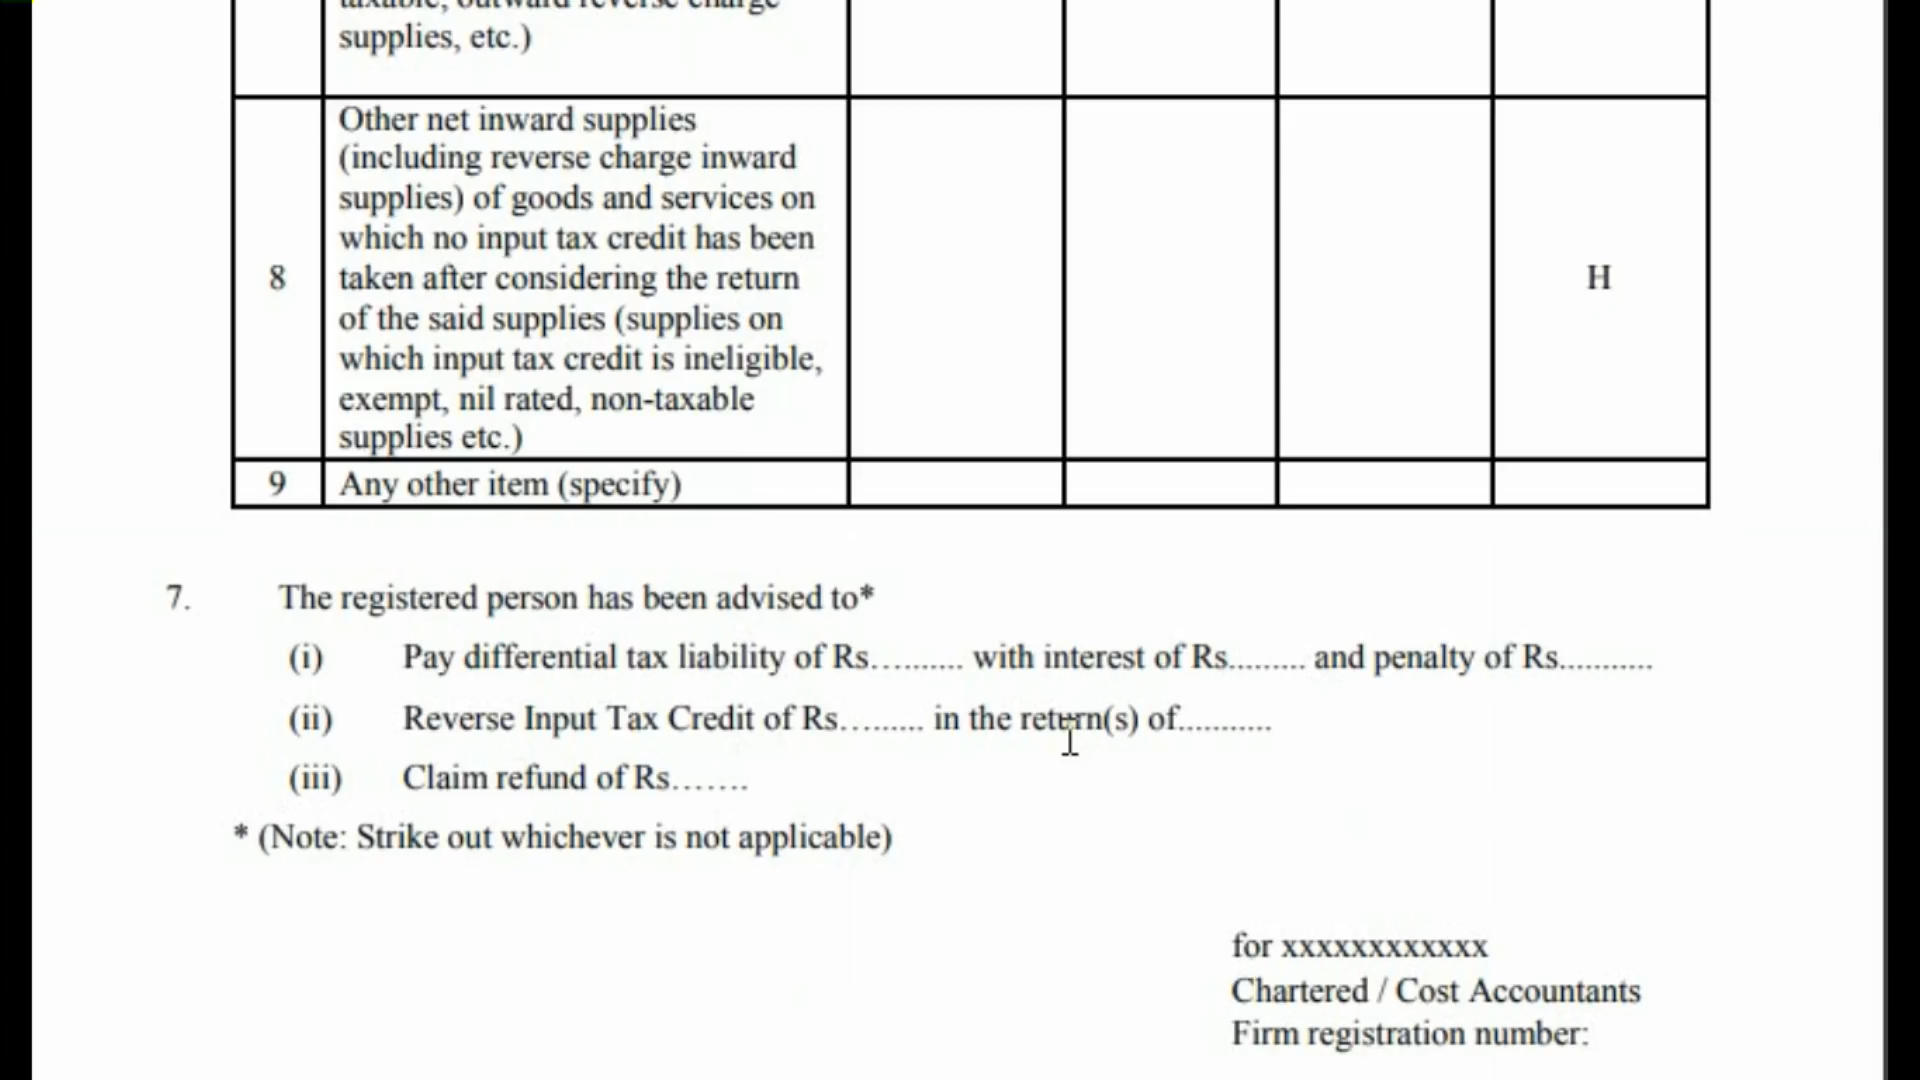 taxable, outward reverse charge
supplies, etc.)
8
Other net inward supplies
(including reverse charge inward
supplies) of goods and services on
which no input tax credit has been
taken after considering the return
of the said supplies (supplies on
which input tax credit is ineligible,
exempt, nil rated, non-taxable
supplies etc.)
H
9 Any other item (specify)
7. The registered person has been advised to*
(i) Pay differential tax liability of Rs.......... with interest of Rs......... and penalty of Rs...........
(ii) Reverse Input Tax Credit of Rs......... in the return(s) of...........
(iii) Claim refund of Rs.......
* (Note: Strike out whichever is not applicable)
for xxxxxxxxxxxx
Chartered / Cost Accountants
Firm registration number: